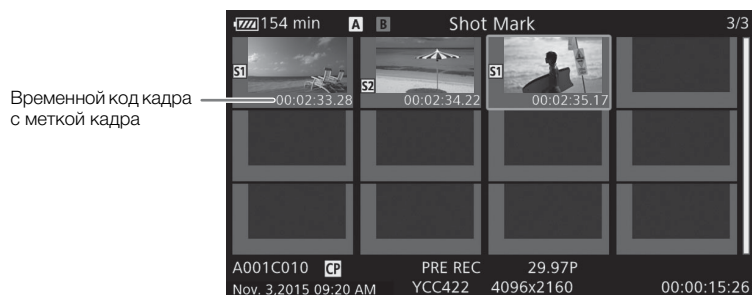 154 min A B Shot Mark 3/3
S1 S2 S1
00:02:33.28 00:02:34.22 00:02:35.17
Временной код кадра
с меткой кадра
A001C010 CP PRE REC 29.97P
Nov. 3,2015 09:20 AM YCC422 4096x2160 00:00:15:26